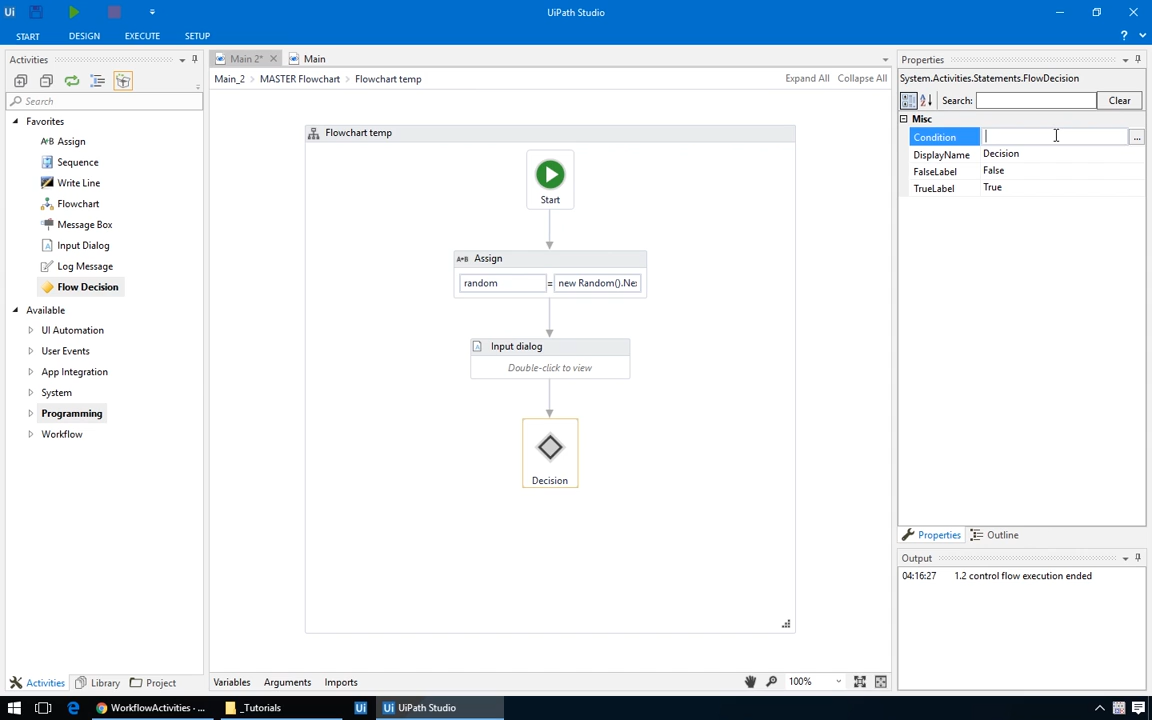 Ui
UiPath Studio
START
DESIGN
EXECUTE
SETUP
?
Activities
Search
Favorites
A+B Assign
Sequence
Write Line
Flowchart
Message Box
Input Dialog
Log Message
Flow Decision
Available
UI Automation
User Events
App Integration
System
Programming
Workflow
Activities
Library
Project
Main 2*
Main
Main_2 > MASTER Flowchart > Flowchart temp
Expand All
Collapse All
Flowchart temp
Start
A+B Assign
random = new Random().Ne
Input dialog
Double-click to view
Decision
Variables
Arguments
Imports
100%
Properties
System.Activities.Statements.FlowDecision
Search:
Clear
Misc
Condition
...
DisplayName Decision
FalseLabel False
TrueLabel True
Properties
Outline
Output
04:16:27 1.2 control flow execution ended
WorkflowActivities - ...
_Tutorials
Ui
Ui UiPath Studio